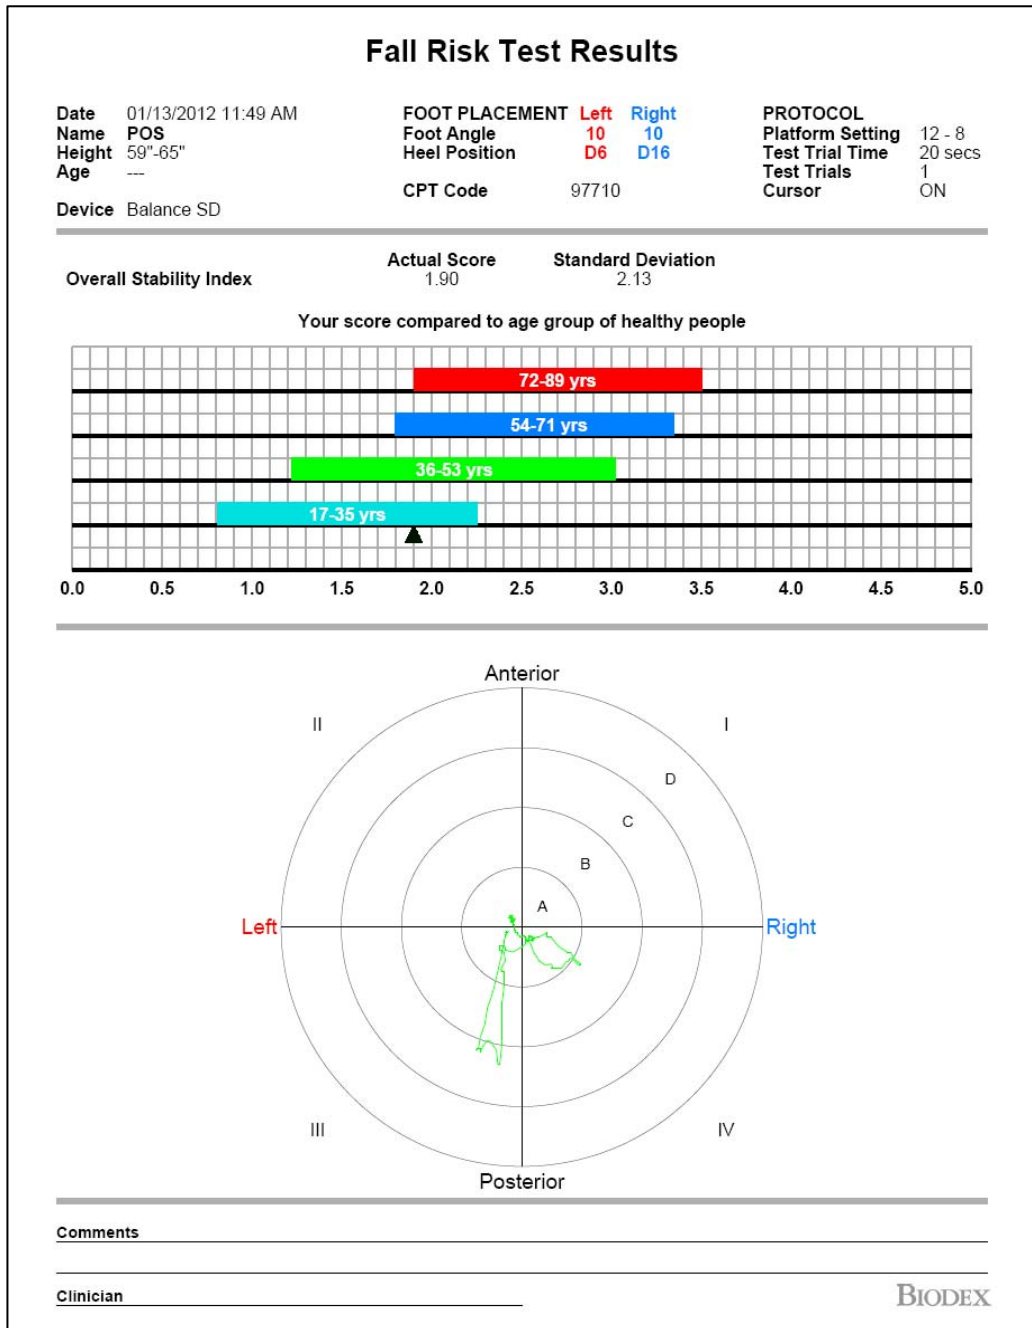 Fall Risk Test Results
Date 01/13/2012 11:49 AM
Name POS
Height 59"-65"
Age ---
Device Balance SD
FOOT PLACEMENT Left Right
Foot Angle 10 10
Heel Position D6 D16
CPT Code 97710
PROTOCOL
Platform Setting 12 - 8
Test Trial Time 20 secs
Test Trials 1
Cursor ON
Actual Score Standard Deviation
Overall Stability Index 1.90 2.13
Your score compared to age group of healthy people
72-89 yrs
54-71 yrs
36-53 yrs
17-35 yrs
0.0 0.5 1.0 1.5 2.0 2.5 3.0 3.5 4.0 4.5 5.0
Anterior
II I
D
C
B
A
Left Right
III IV
Posterior
Comments
Clinician
BIODEX